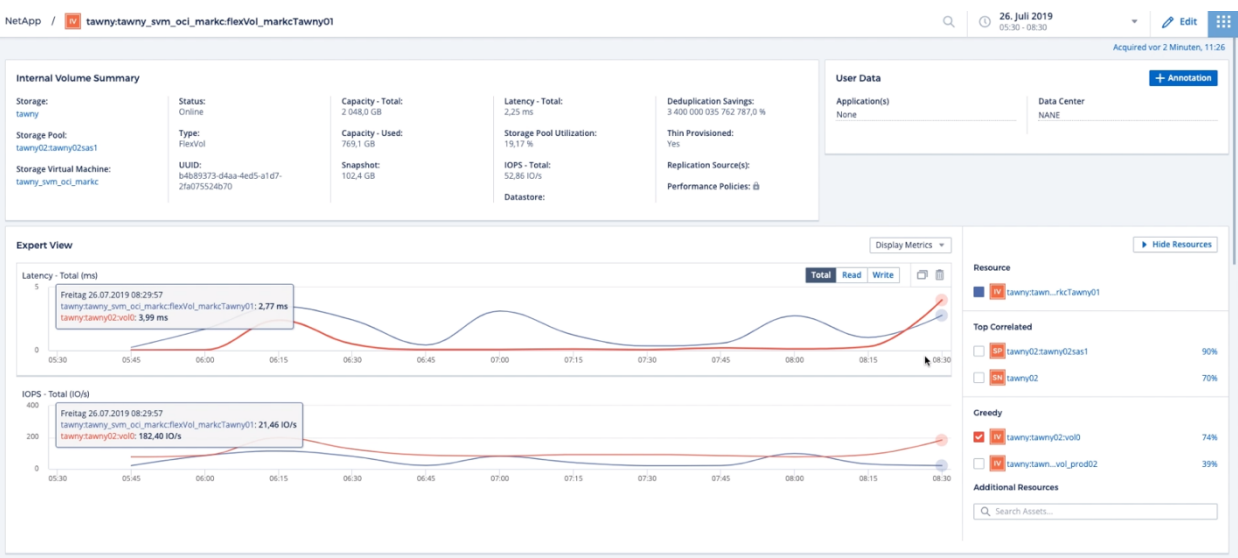 NetApp / IV tawny:tawny_svm_oci_markc:flexVol_markcTawny01
26. Juli 2019
05:30 - 08:30
Edit
Acquired vor 2 Minuten, 11:26
Internal Volume Summary
Storage:
tawny
Storage Pool:
tawny02:tawny02sas1
Storage Virtual Machine:
tawny_svm_oci_markc
Status:
Online
Type:
FlexVol
UUID:
b4b89373-d4aa-4ed5-a1d7-
2fa075524b70
Capacity - Total:
2 048,0 GB
Capacity - Used:
769,1 GB
Snapshot:
102,4 GB
Latency - Total:
2,25 ms
Storage Pool Utilization:
19,17 %
IOPS - Total:
52,86 IO/s
Datastore:
Deduplication Savings:
3 400 000 035 762 787,0 %
Thin Provisioned:
Yes
Replication Source(s):
Performance Policies:
User Data
+ Annotation
Application(s)
None
Data Center
NANE
Expert View
Display Metrics
Latency - Total (ms)
Total Read Write
5
Freitag 26.07.2019 08:29:57
tawny:tawny_svm_oci_markc:flexVol_markcTawny01: 2,77 ms
tawny:tawny02:vol0: 3,99 ms
0
05:30 05:45 06:00 06:15 06:30 06:45 07:00 07:15 07:30 07:45 08:00 08:15 08:30
IOPS - Total (IO/s)
400
Freitag 26.07.2019 08:29:57
tawny:tawny_svm_oci_markc:flexVol_markcTawny01: 21,46 IO/s
tawny:tawny02:vol0: 182,40 IO/s
200
0
05:30 05:45 06:00 06:15 06:30 06:45 07:00 07:15 07:30 07:45 08:00 08:15 08:30
Hide Resources
Resource
IV tawny:tawn...rkcTawny01
Top Correlated
SP tawny02:tawny02sas1 90%
SN tawny02 70%
Greedy
IV tawny:tawny02:vol0 74%
IV tawny:tawn...vol_prod02 39%
Additional Resources
Search Assets...